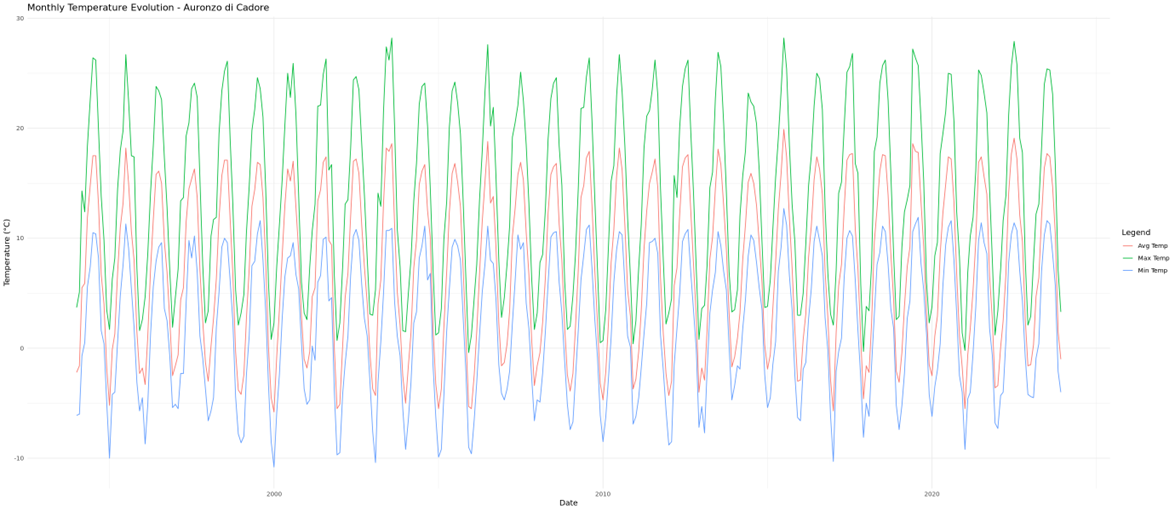 Monthly Temperature Evolution - Auronzo di Cadore
30
20
10
0
-10
Temperature (°C)
2000
2010
2020
Date
Legend
Avg Temp
Max Temp
Min Temp